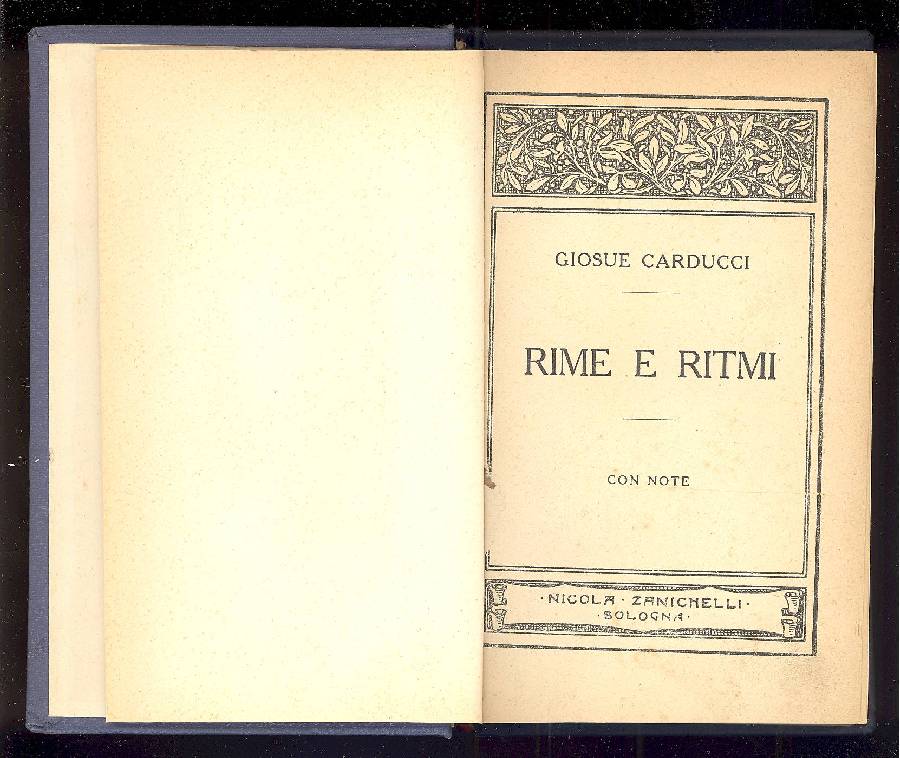 GIOSUE CARDUCCI
RIME E RITMI
CON NOTE
·NICOLA·ZANICHELLI·
·BOLOGNA·